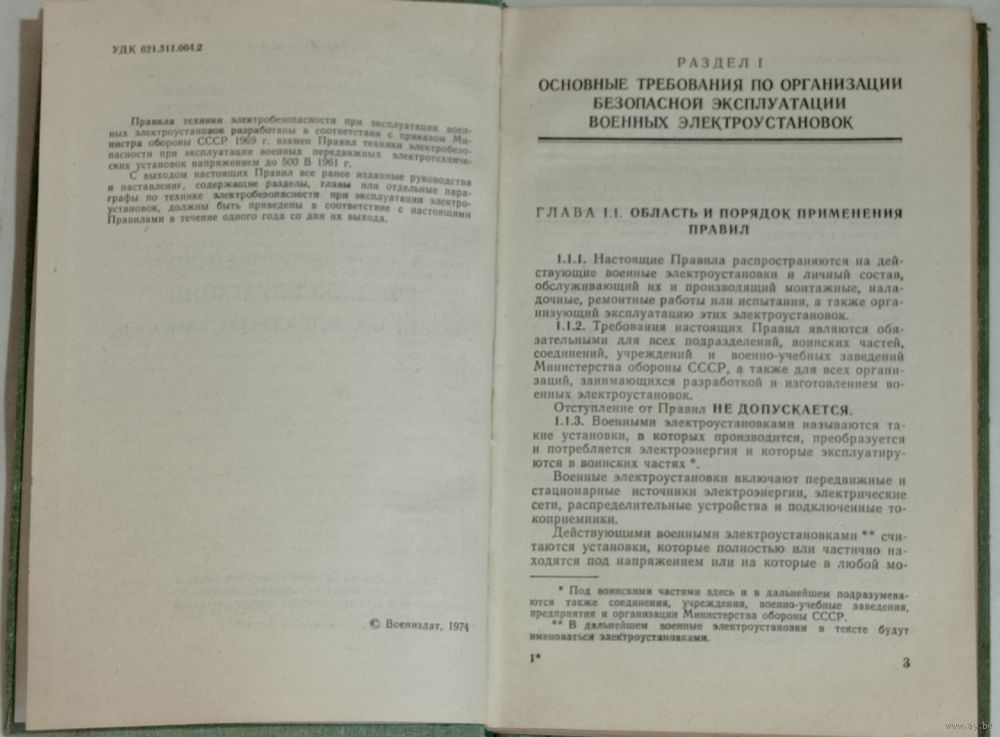 УДК 621.311.004.2
Правила техники электробезопасности при эксплуатации воен-
ных электроустановок разработаны в соответствии с приказом Ми-
нистра обороны СССР 1969 г. взамен Правил техники электробезо-
пасности при эксплуатации военных передвижных электротехниче-
ских установок напряжением до 500 В 1961 г.
С выходом настоящих Правил все ранее изданные руководства
и наставления, содержащие разделы, главы или отдельные пара-
графы по технике электробезопасности при эксплуатации электро-
установок, должны быть приведены в соответствие с настоящими
Правилами в течение одного года со дня их выхода.
© Воениздат, 1974
РАЗДЕЛ I
ОСНОВНЫЕ ТРЕБОВАНИЯ ПО ОРГАНИЗАЦИИ
БЕЗОПАСНОЙ ЭКСПЛУАТАЦИИ
ВОЕННЫХ ЭЛЕКТРОУСТАНОВОК
ГЛАВА 1.1. ОБЛАСТЬ И ПОРЯДОК ПРИМЕНЕНИЯ
ПРАВИЛ
1.1.1. Настоящие Правила распространяются на дей-
ствующие военные электроустановки и личный состав,
обслуживающий их и производящий монтажные, нала-
дочные, ремонтные работы или испытания, а также орга-
низующий эксплуатацию этих электроустановок.
1.1.2. Требования настоящих Правил являются обя-
зательными для всех подразделений, воинских частей,
соединений, учреждений и военно-учебных заведений
Министерства обороны СССР, а также для всех органи-
заций, занимающихся разработкой и изготовлением во-
енных электроустановок.
Отступление от Правил НЕ ДОПУСКАЕТСЯ.
1.1.3. Военными электроустановками называются та-
кие установки, в которых производится, преобразуется
и потребляется электроэнергия и которые эксплуатиру-
ются в воинских частях *.
Военные электроустановки включают передвижные и
стационарные источники электроэнергии, электрические
сети, распределительные устройства и подключенные то-
коприемники.
Действующими военными электроустановками ** счи-
таются установки, которые полностью или частично на-
ходятся под напряжением или на которые в любой мо-
* Под воинскими частями здесь и в дальнейшем подразумева-
ются также соединения, учреждения, военно-учебные заведения,
предприятия и организации Министерства обороны СССР.
** В дальнейшем военные электроустановки в тексте будут
именоваться электроустановками.
1*
3
www.ay.by